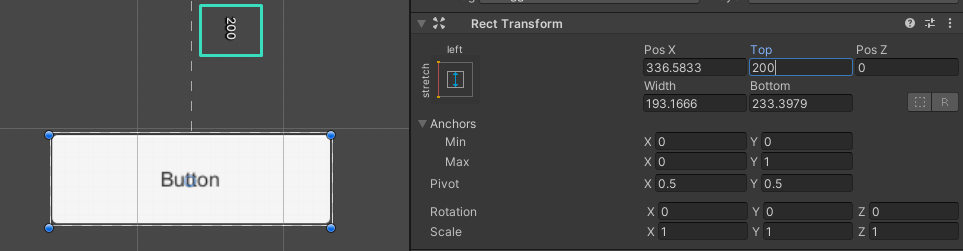 200
Button
Rect Transform
left
stretch
Pos X Top Pos Z
336.5833 200 0
Width Bottom
193.1666 233.3979
R
Anchors
Min X 0 Y 0
Max X 0 Y 1
Pivot X 0.5 Y 0.5
Rotation X 0 Y 0 Z 0
Scale X 1 Y 1 Z 1